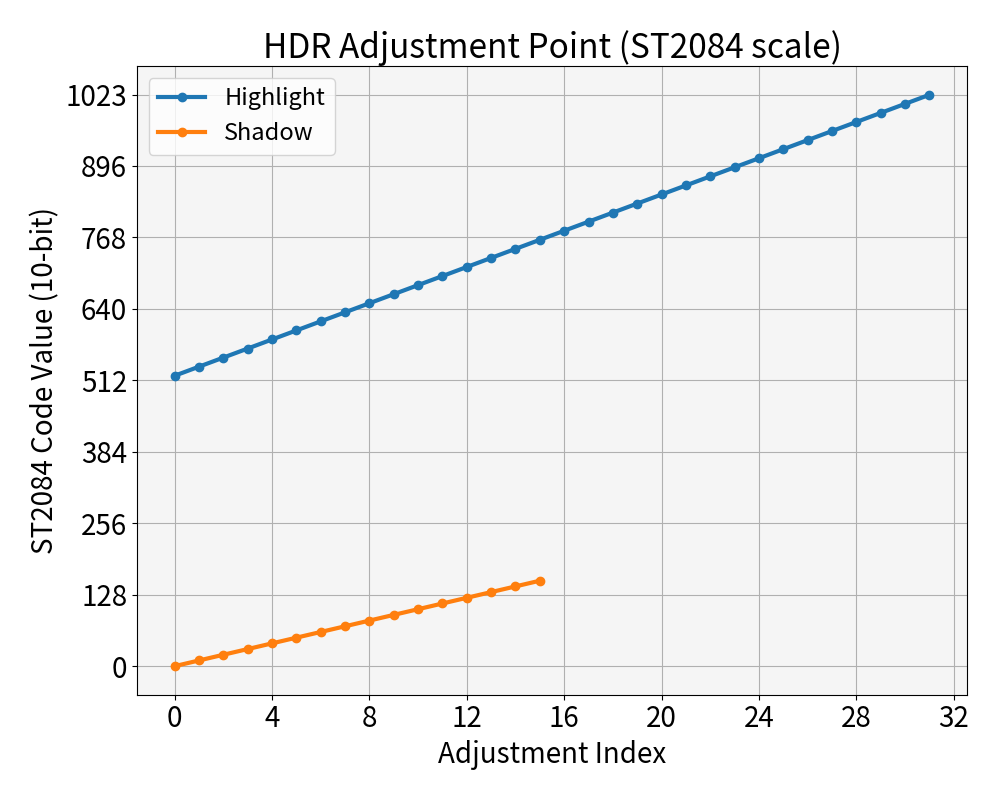 HDR Adjustment Point (ST2084 scale)
Highlight
Shadow
ST2084 Code Value (10-bit)
1023
896
768
640
512
384
256
128
0
0 4 8 12 16 20 24 28 32
Adjustment Index